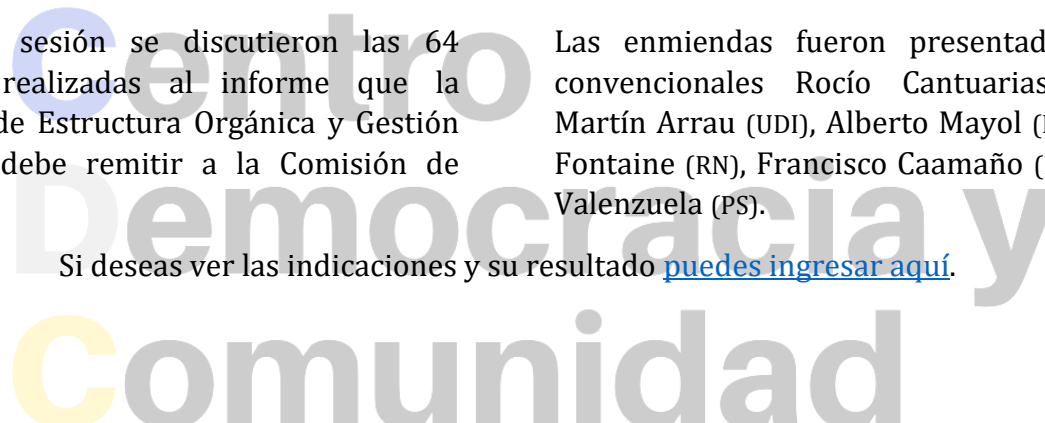 sesión se discutieron las 64
realizadas al informe que la
de Estructura Orgánica y Gestión
debe remitir a la Comisión de
Las enmiendas fueron
convencionales Rocío Cantuarias
Martín Arrau (UDI), Alberto Mayol
Fontaine (RN), Francisco Caamaño
Valenzuela (PS).
Si deseas ver las indicaciones y su resultado puedes ingresar aquí.
Centro
Democracia y
Comunidad